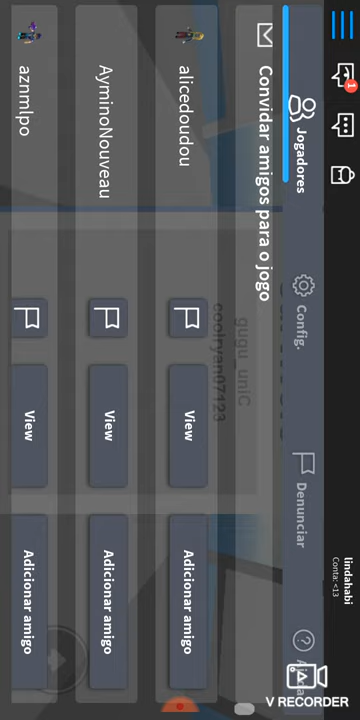 1
lindahabi
Conta: <13
Jogadores
Config.
Denunciar
Convidar amigos para o jogo
gugu_uniC
coolryan07123
alicedoudou
View
Adicionar amigo
AyminoNouveau
View
Adicionar amigo
aznmlpo
View
Adicionar amigo
V RECORDER